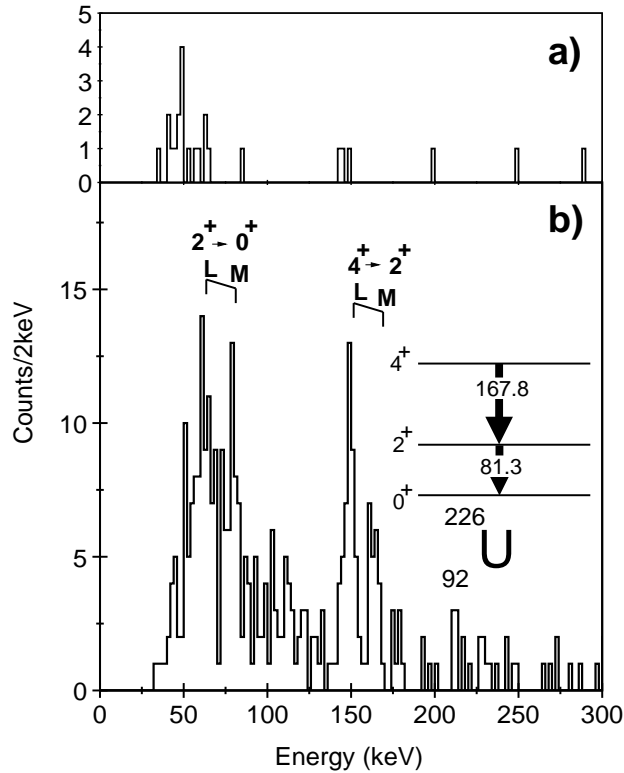 5
4
3
2
1
0
a)
b)
2+ → 0+
L M
4+ → 2+
L M
15
10
5
0
Counts/2keV
4+
167.8
2+
81.3
0+
226
U
92
0 50 100 150 200 250 300
Energy (keV)